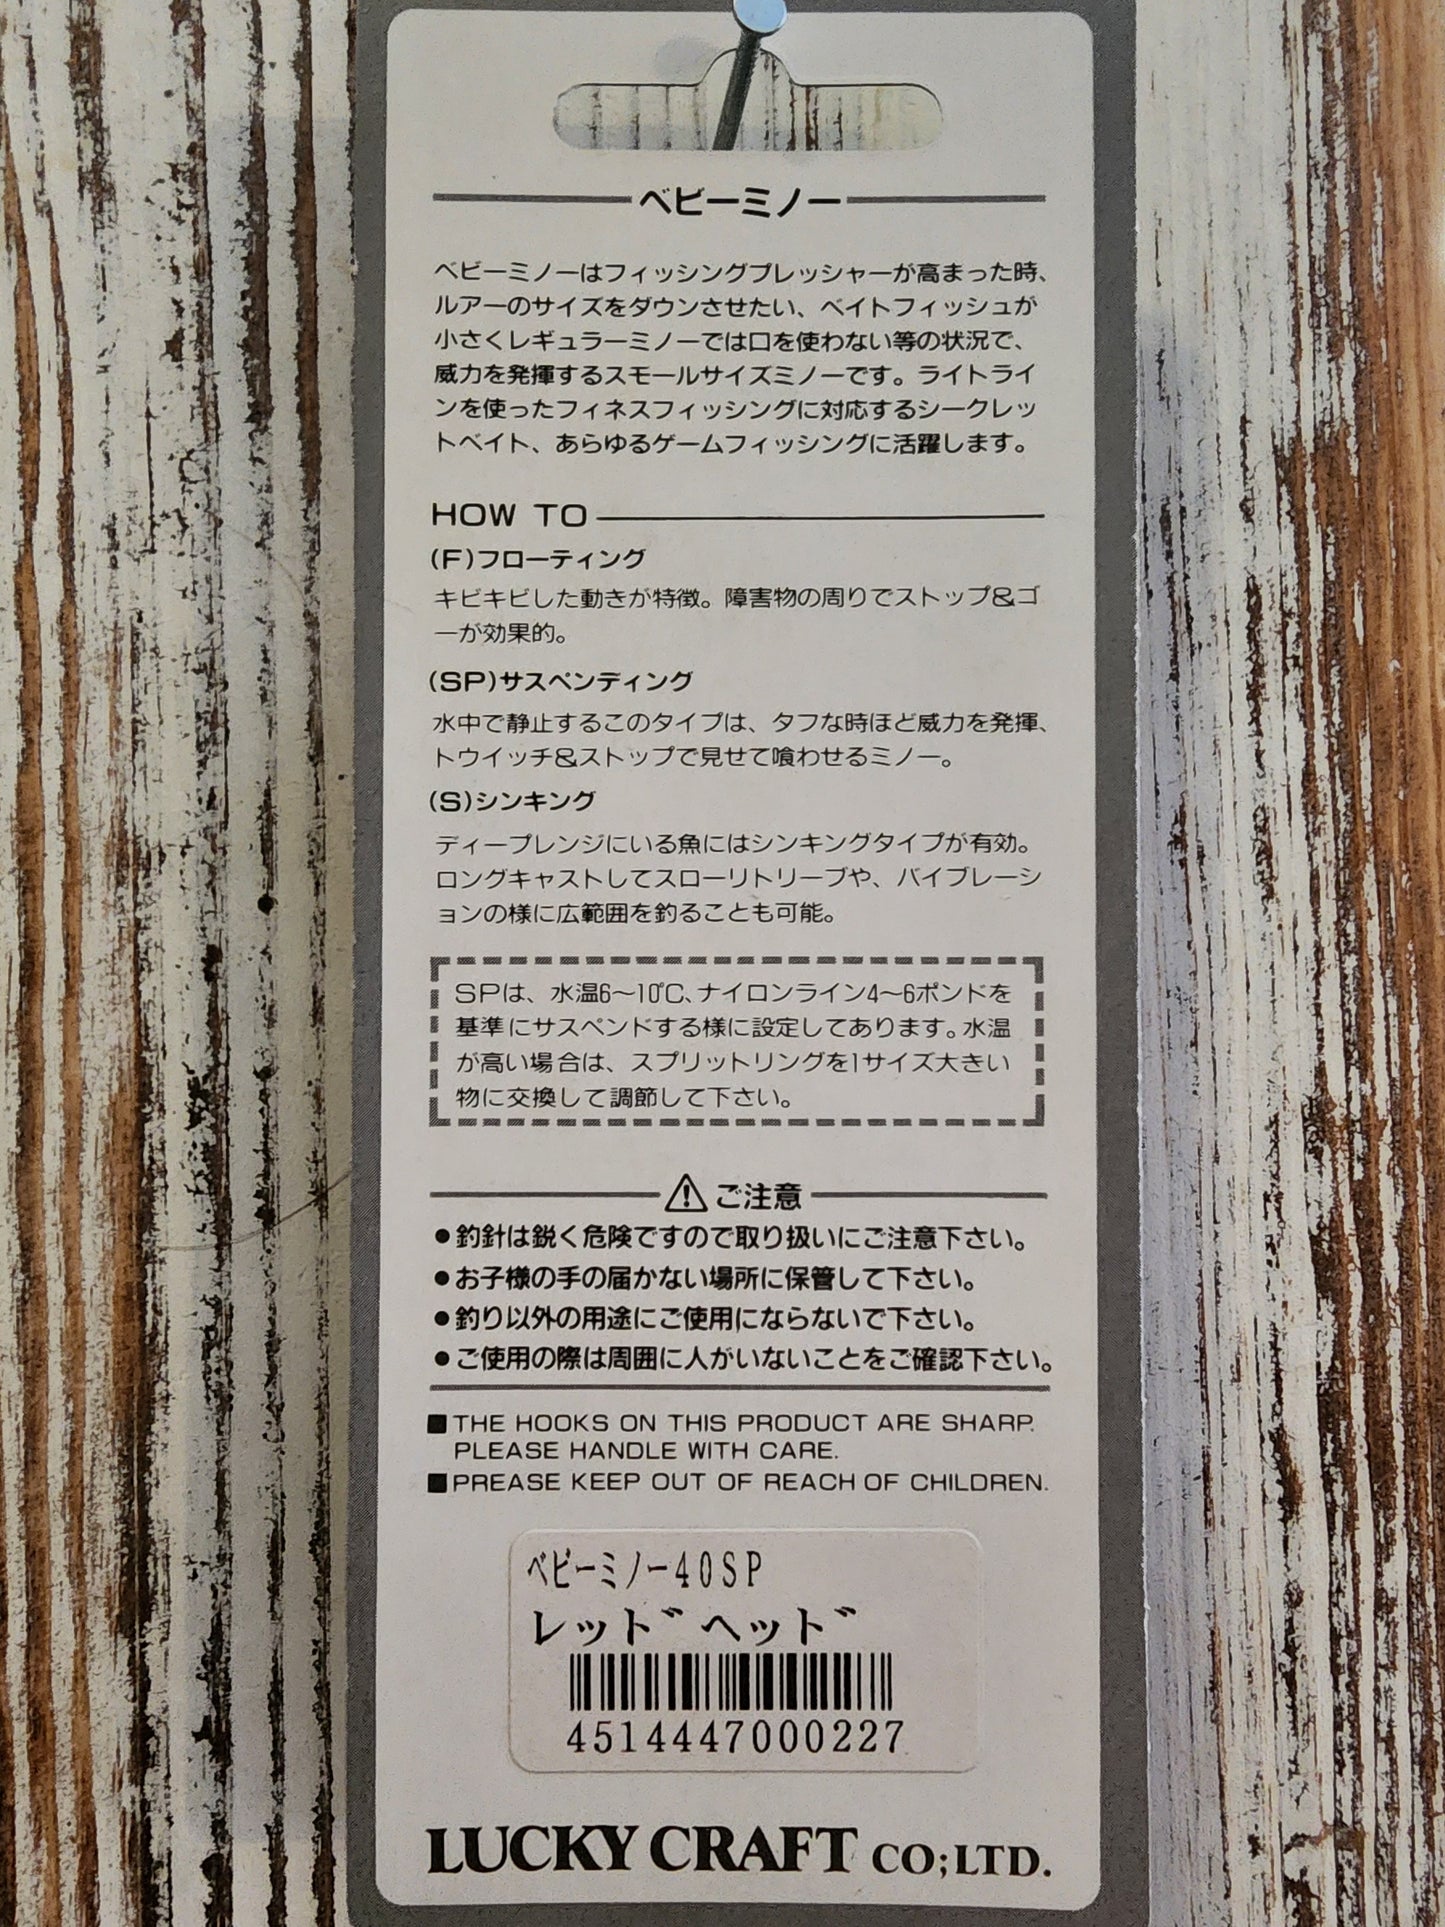 ベビーミノー
ベビーミノーはフィッシングプレッシャーが高まった時、
ルアーのサイズをダウンさせたい、ベイトフィッシュが
小さくレギュラーミノーでは口を使わない等の状況で、
威力を発揮するスモールサイズミノーです。ライトライ
ンを使ったフィネスフィッシングに対応するシークレッ
トベイト、あらゆるゲームフィッシングに活躍します。
HOW TO
(F)フローティング
キビキビした動きが特徴。障害物の周りでストップ&ゴ
ーが効果的。
(SP)サスペンディング
水中で静止するこのタイプは、タフな時ほど威力を発揮、
トウイッチ&ストップで見せて喰わせるミノー。
(S)シンキング
ディープレンジにいる魚にはシンキングタイプが有効。
ロングキャストしてスローリトリーブや、バイブレーシ
ョンの様に広範囲を釣ることも可能。
SPは、水温6〜10℃、ナイロンライン4〜6ポンドを
基準にサスペンドする様に設定してあります。水温
が高い場合は、スプリットリングを1サイズ大きい
物に交換して調節して下さい。
⚠ご注意
●釣針は鋭く危険ですので取り扱いにご注意下さい。
●お子様の手の届かない場所に保管して下さい。
●釣り以外の用途にご使用にならないで下さい。
●ご使用の際は周囲に人がいないことをご確認下さい。
■THE HOOKS ON THIS PRODUCT ARE SHARP.
PLEASE HANDLE WITH CARE.
■PREASE KEEP OUT OF REACH OF CHILDREN.
ベビーミノー40SP
レッド ヘッド
4514447000227
LUCKY CRAFT CO;LTD.